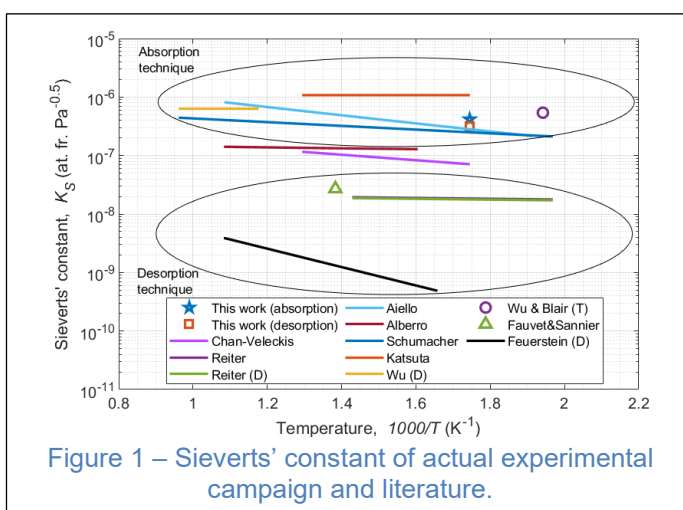 10-5
Absorption
technique
10-6
10-7
10-8
10-9
Desorption
technique
10-10
10-11
Sieverts' constant, KS (at. fr. Pa-0.5)
This work (absorption)
This work (desorption)
Chan-Veleckis
Reiter
Reiter (D)
Aiello
Alberro
Schumacher
Katsuta
Wu (D)
Wu & Blair (T)
Fauvet&Sannier
Feuerstein (D)
0.8 1 1.2 1.4 1.6 1.8 2 2.2
Temperature, 1000/T (K-1)
Figure 1 – Sieverts' constant of actual experimental
campaign and literature.